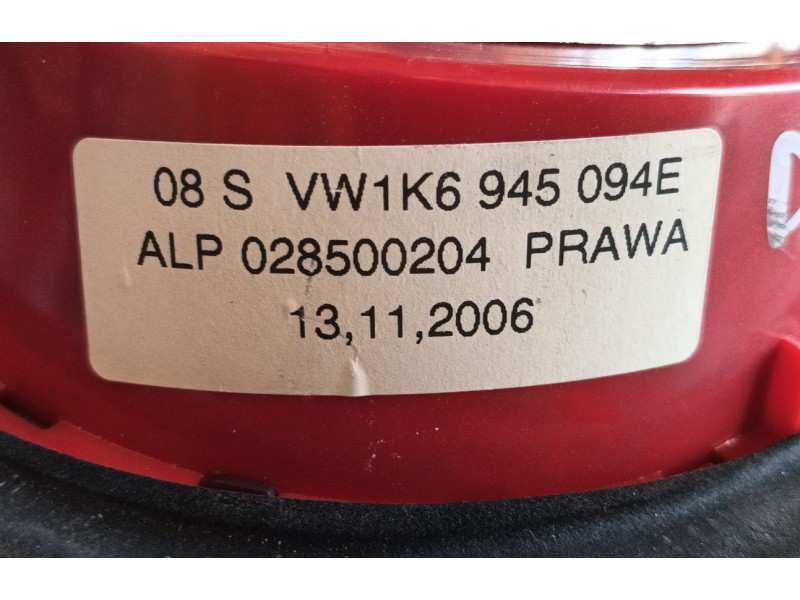 08 S VW1K6 945 094E
ALP 028500204 PRAWA
13,11,2006